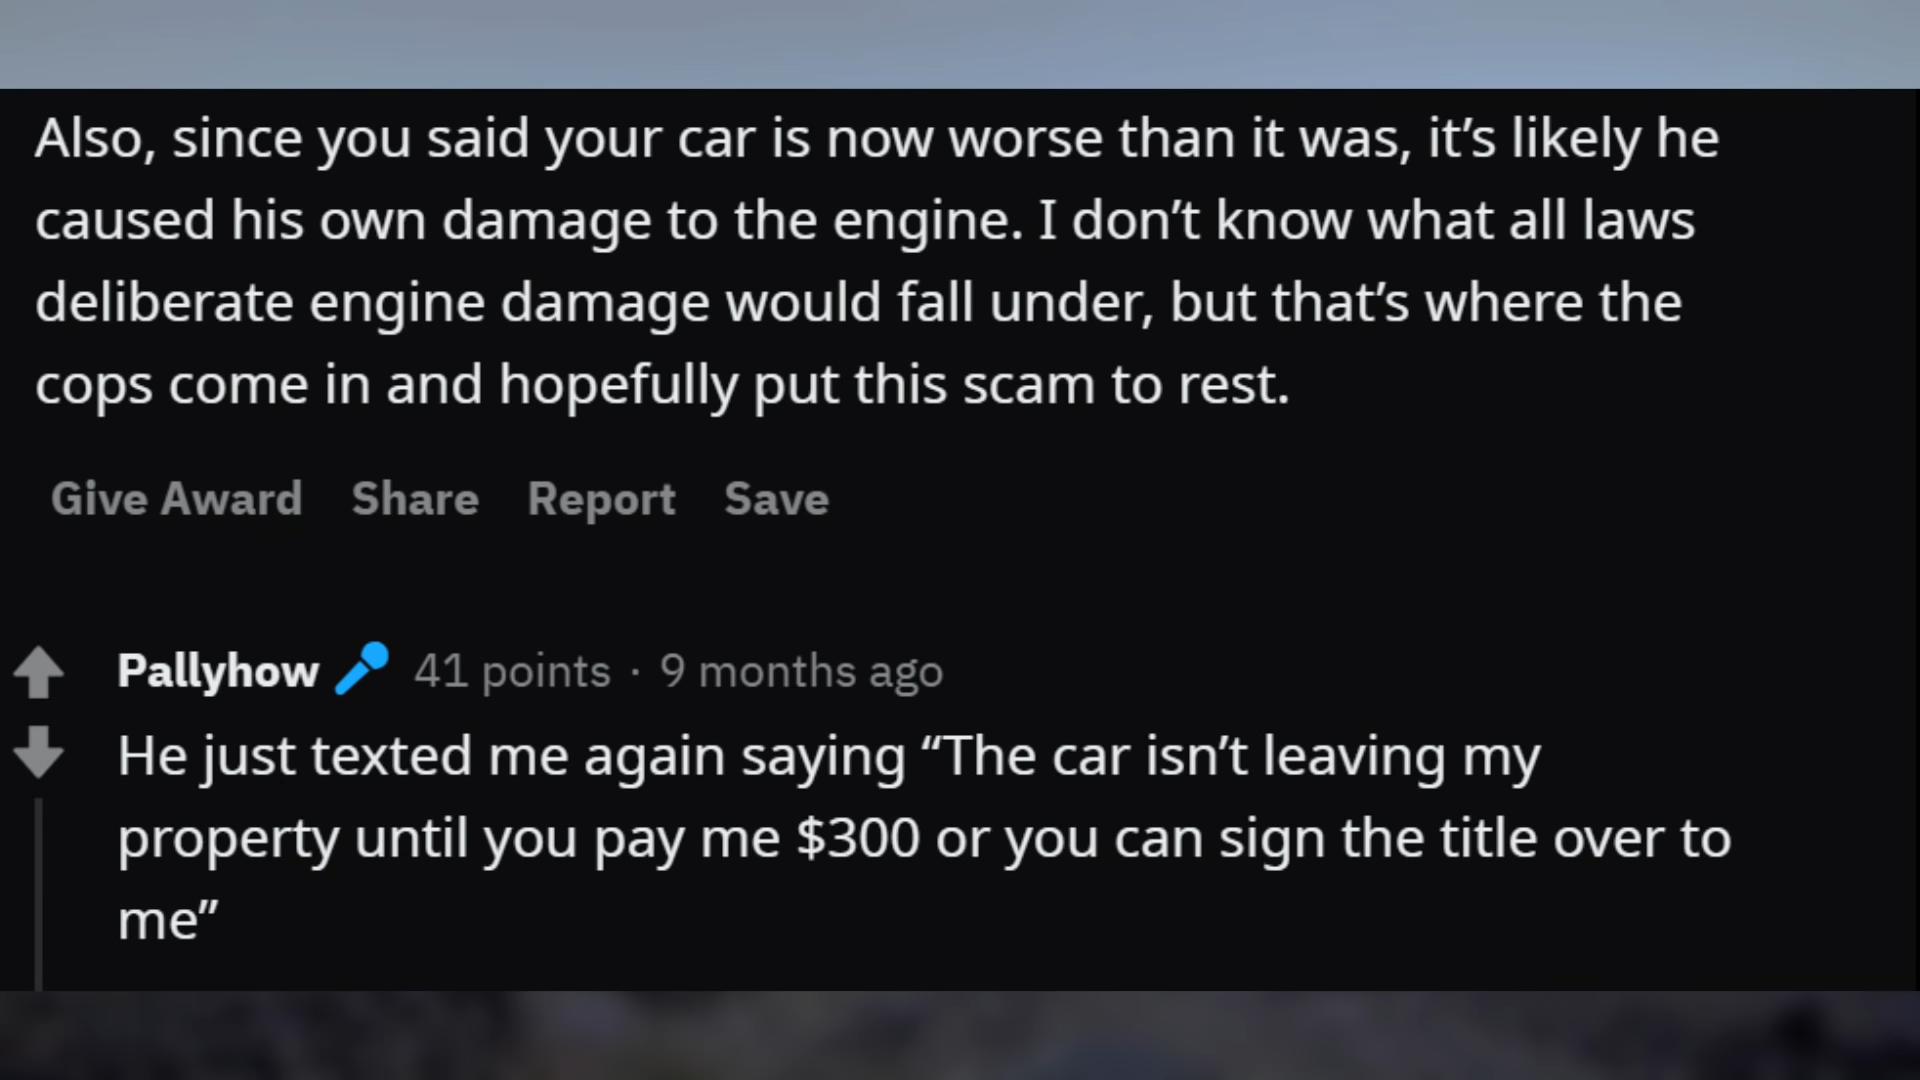 Also, since you said your car is now worse than it was, it’s likely he
caused his own damage to the engine. I don’t know what all laws
deliberate engine damage would fall under, but that’s where the
cops come in and hopefully put this scam to rest.
Give Award Share Report Save
Pallyhow 41 points · 9 months ago
He just texted me again saying “The car isn’t leaving my
property until you pay me $300 or you can sign the title over to
me”